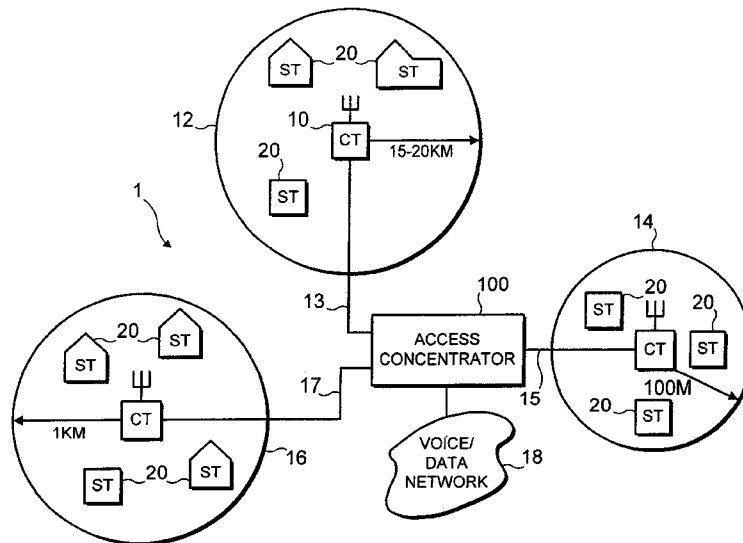 20
ST
ST
12
10
CT
15-20KM
20
ST
1
13
14
100
ACCESS
CONCENTRATOR
20
ST
20
ST
CT
15
100M
20
ST
20
ST
ST
17
CT
1KM
ST
20
ST
16
VOICE/
DATA
NETWORK
18